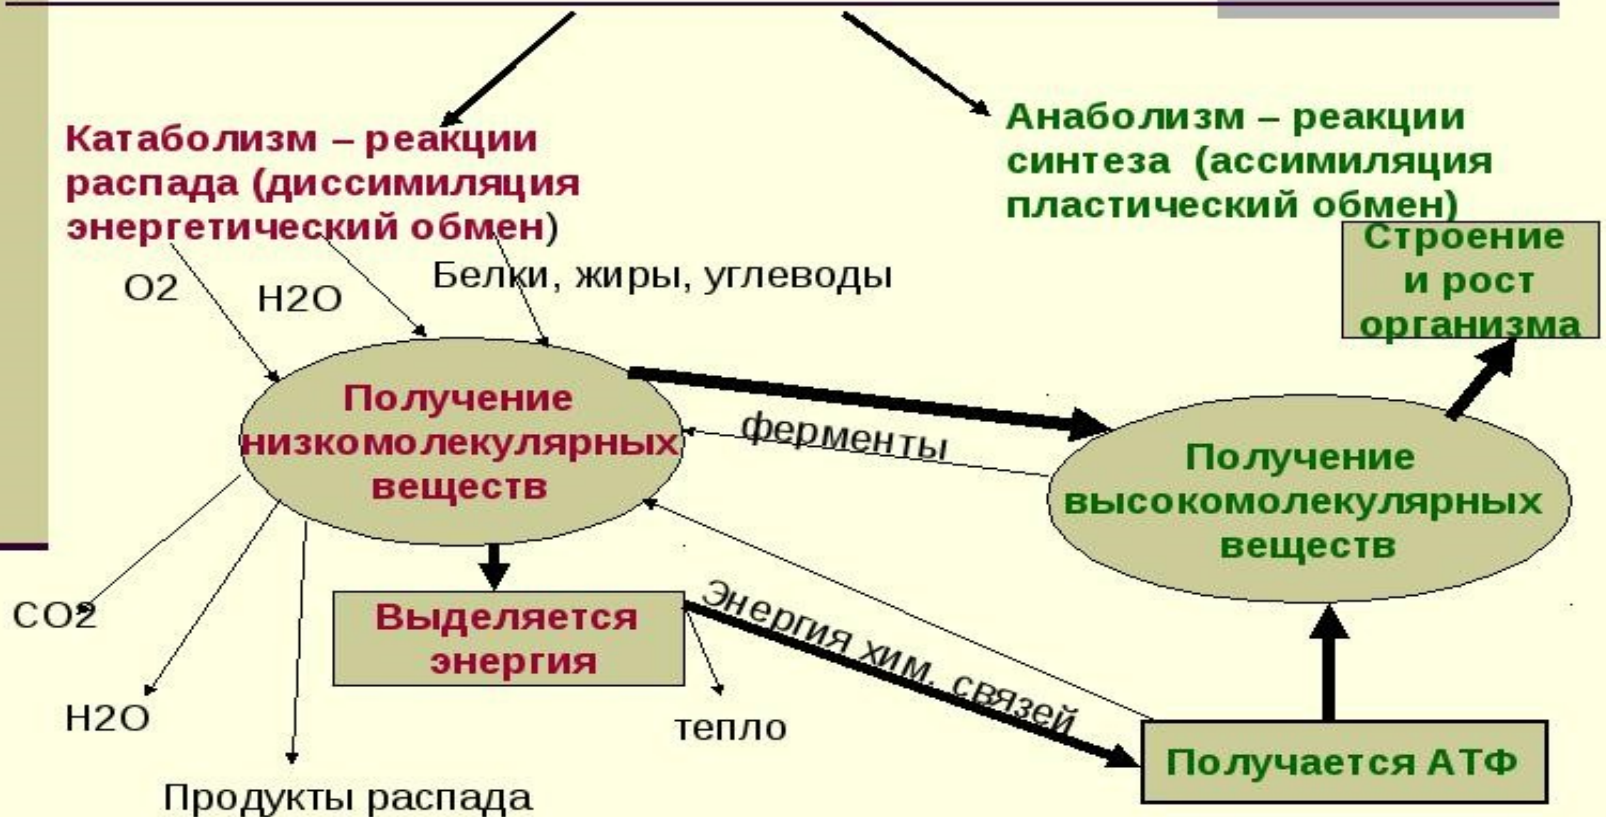 Катаболизм – реакции
распада (диссимиляция
энергетический обмен)
Анаболизм – реакции
синтеза (ассимиляция
пластический обмен)
Строение
и рост
организма
O2
H2O
Белки, жиры, углеводы
Получение
низкомолекулярных
веществ
ферменты
Получение
высокомолекулярных
веществ
CO2
H2O
Продукты распада
Выделяется
энергия
тепло
Энергия хим. связей
Получается АТФ